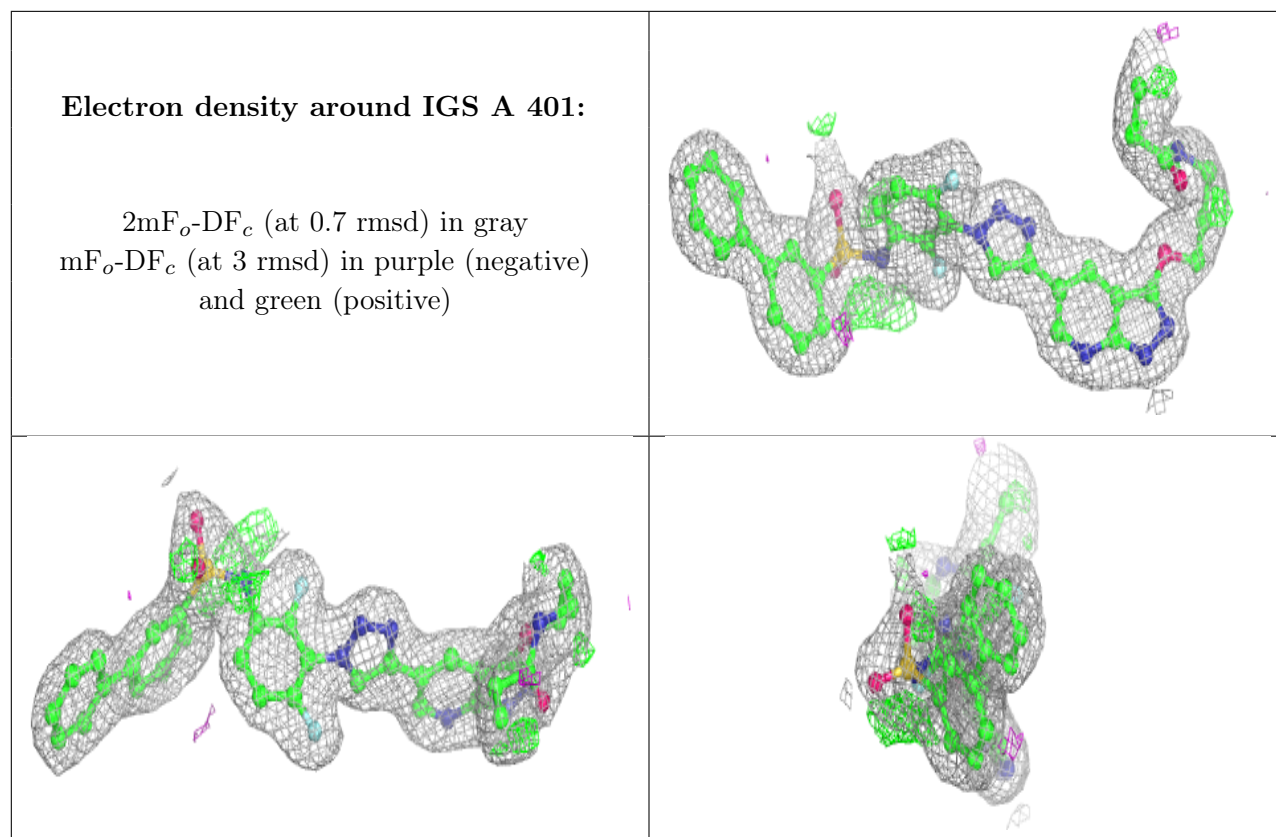 Electron density around IGS A 401:
2mFₒ-DF𝒸 (at 0.7 rmsd) in gray
mFₒ-DF𝒸 (at 3 rmsd) in purple (negative)
and green (positive)